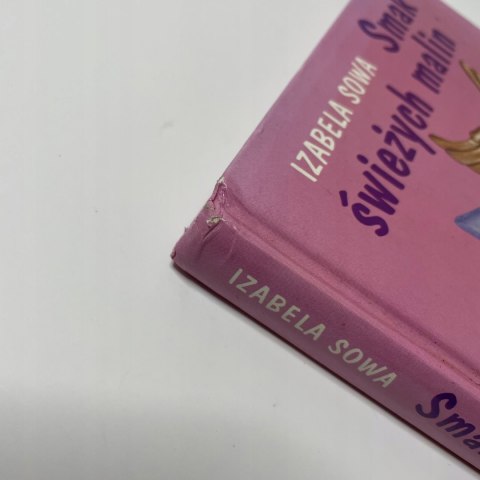 IZABELA SOWA
Smak
świeżych malin
IZABELA SOWA
Sma